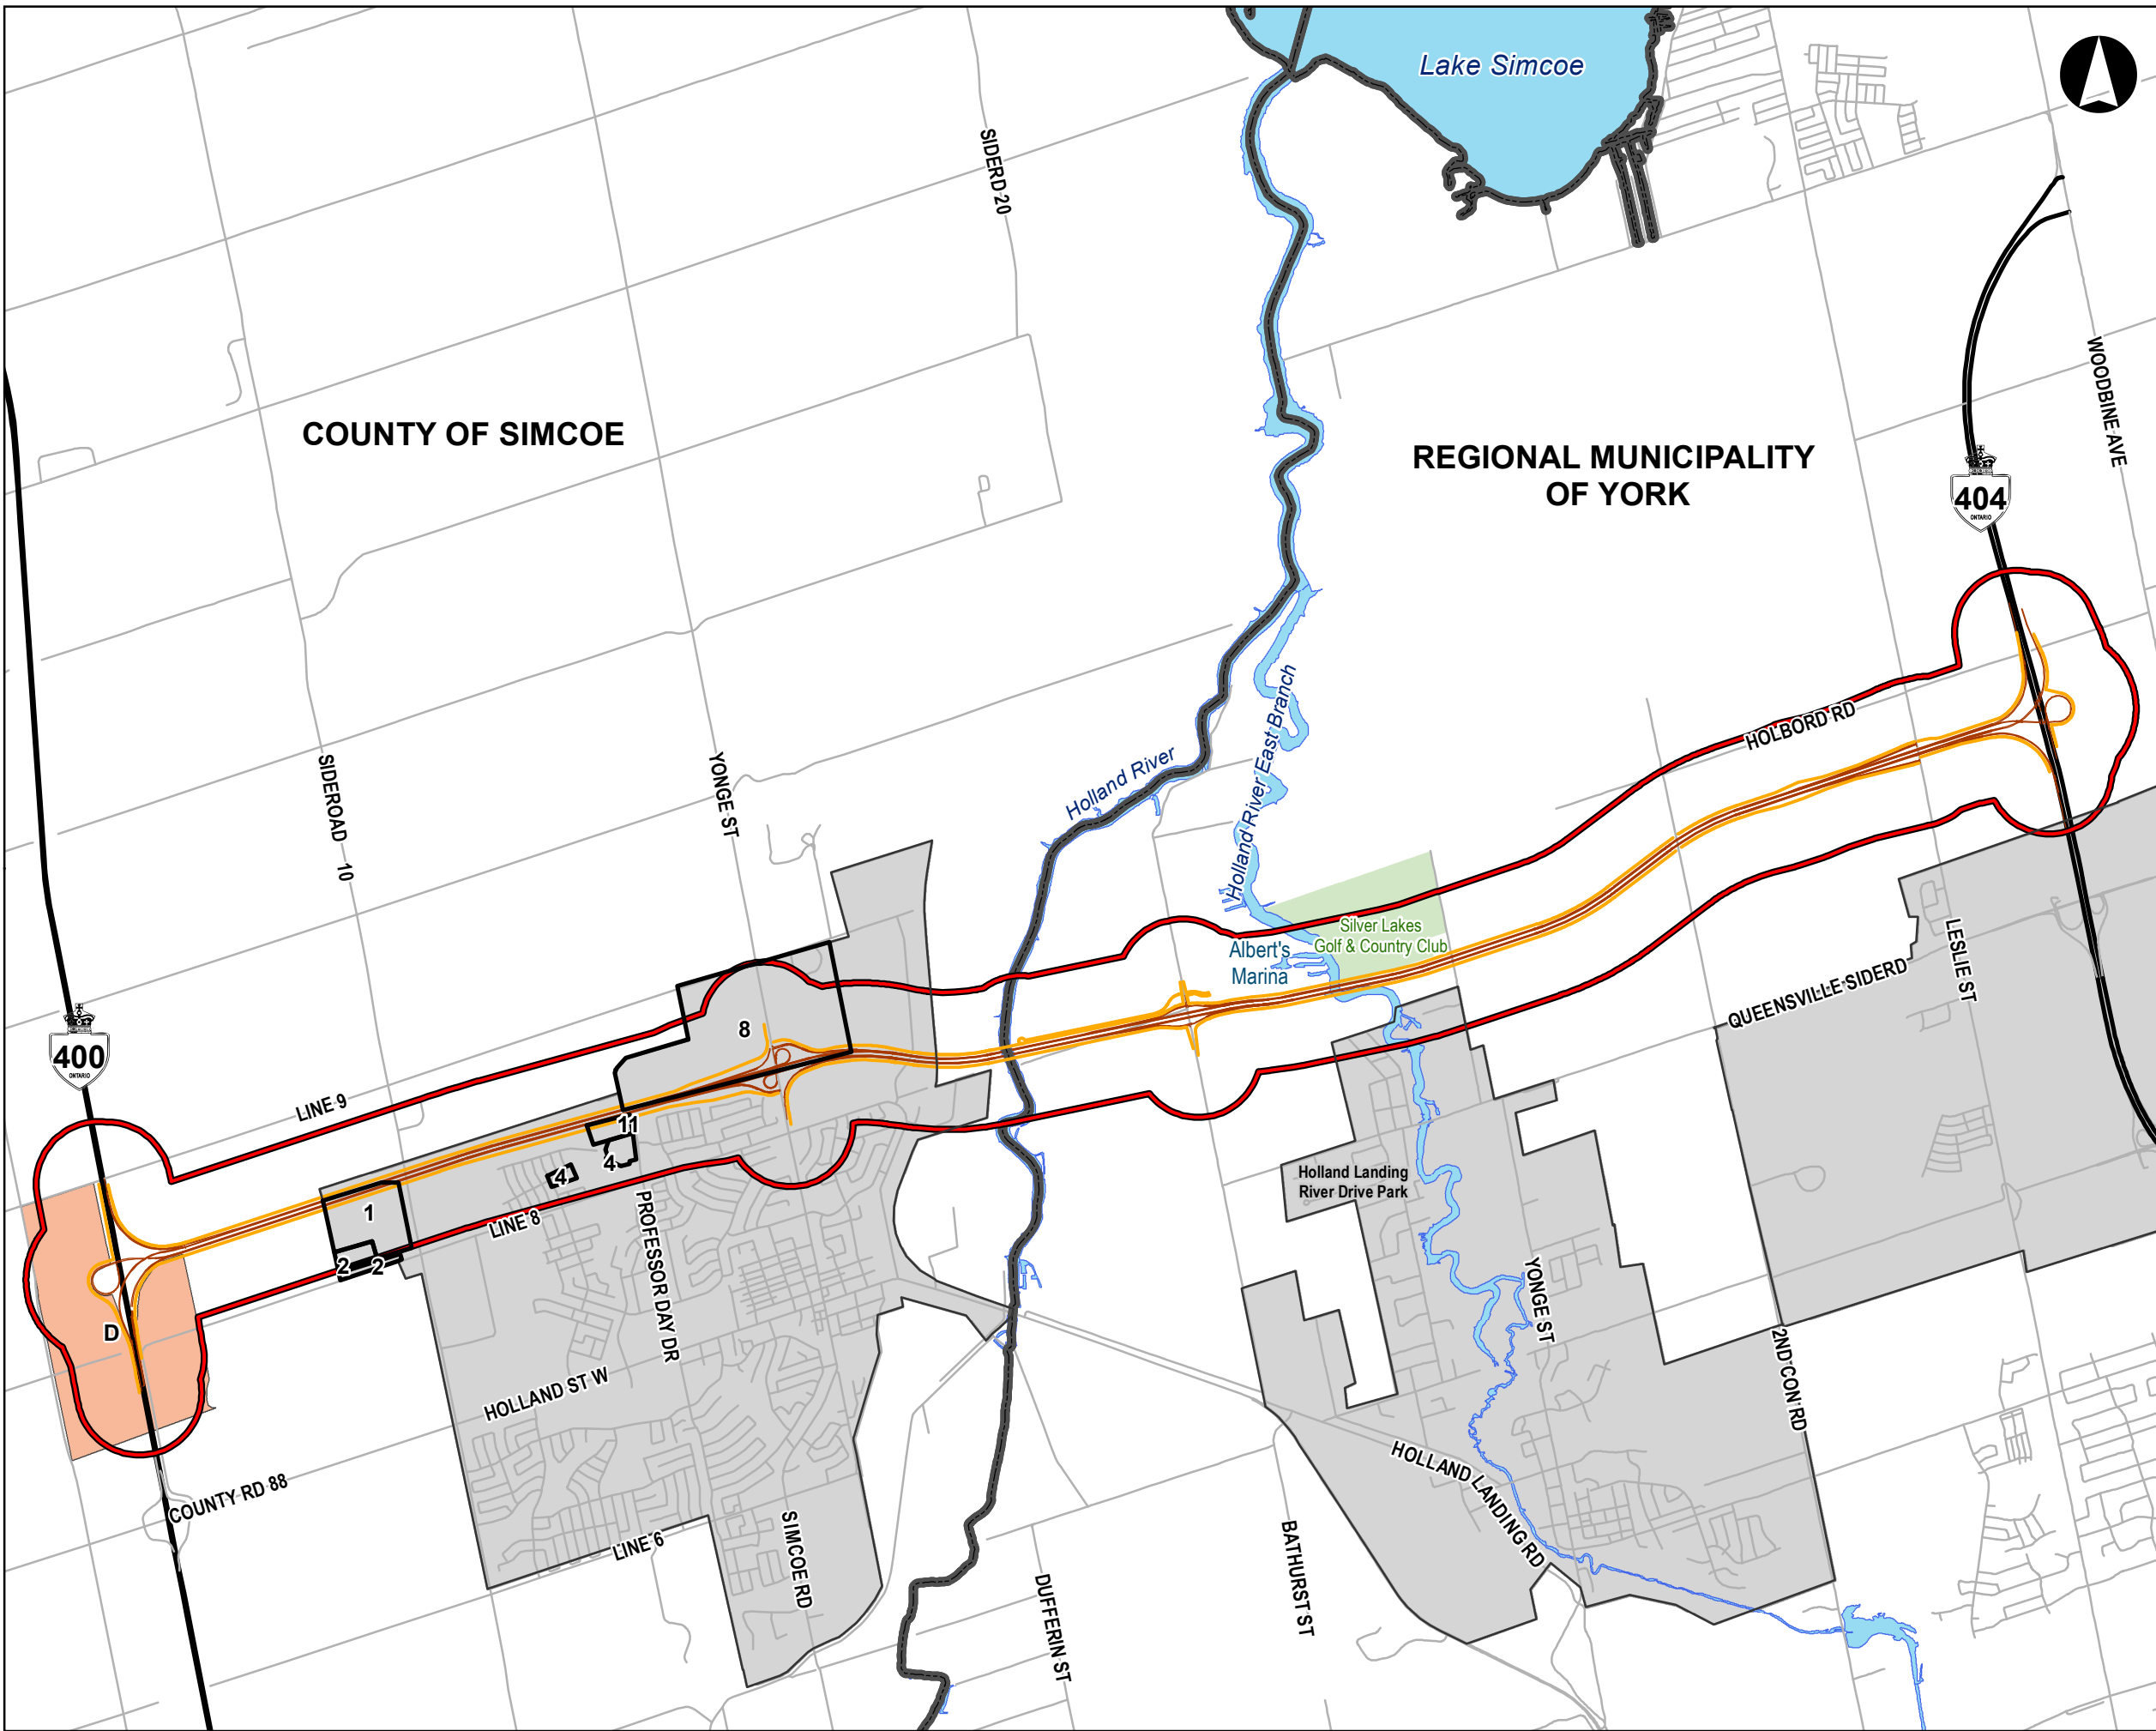 Lake Simcoe
SIDERD 20
COUNTY OF SIMCOE
REGIONAL MUNICIPALITY
OF YORK
WOODBINE AVE
404
ONTARIO
Holland River East Branch
Holland River
HOLBORD RD
SIDEROAD 10
YONGE ST
Silver Lakes
Golf & Country Club
Albert's
Marina
LESLIE ST
QUEENSVILLE SIDERD
8
400
ONTARIO
LINE 9
11
4
4
Holland Landing
River Drive Park
1
LINE 8
PROFESSOR DAY DR
2
2
D
YONGE ST
2ND CON RD
HOLLAND ST W
HOLLAND LANDING RD
COUNTY RD 88
LINE 6
SIMCOE RD
BATHURST ST
DUFFERIN ST